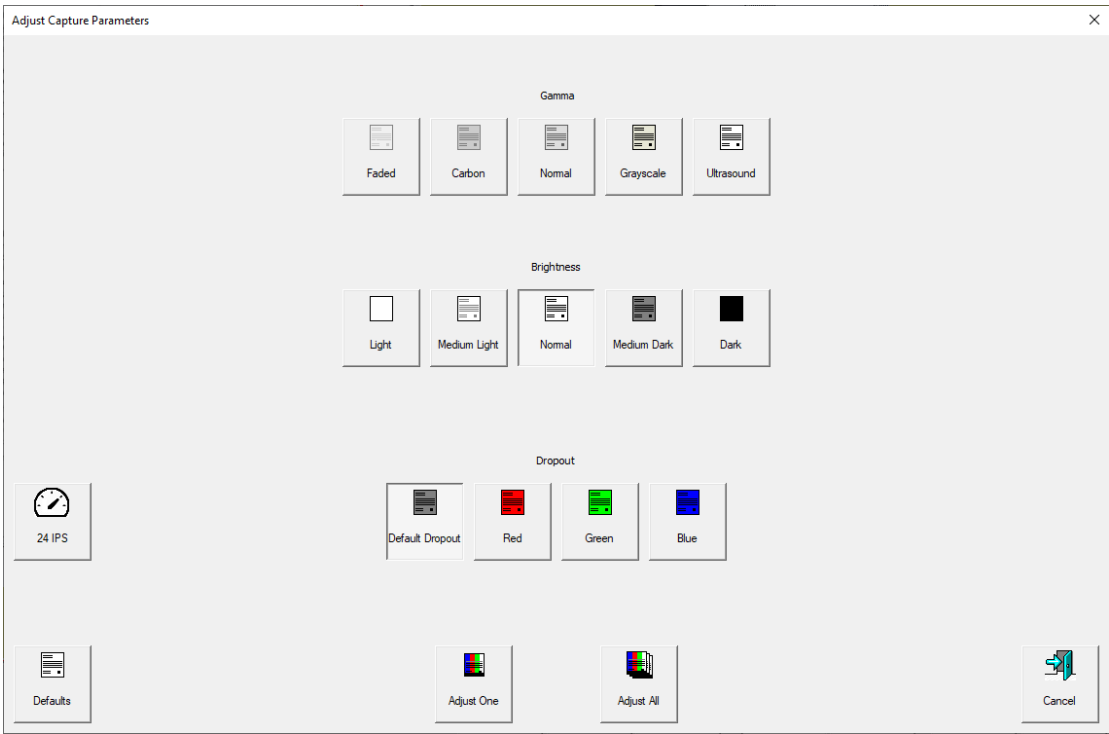 Adjust Capture Parameters
Gamma
Faded
Carbon
Normal
Grayscale
Ultrasound
Brightness
Light
Medium Light
Normal
Medium Dark
Dark
Dropout
24 IPS
Default Dropout
Red
Green
Blue
Defaults
Adjust One
Adjust All
Cancel